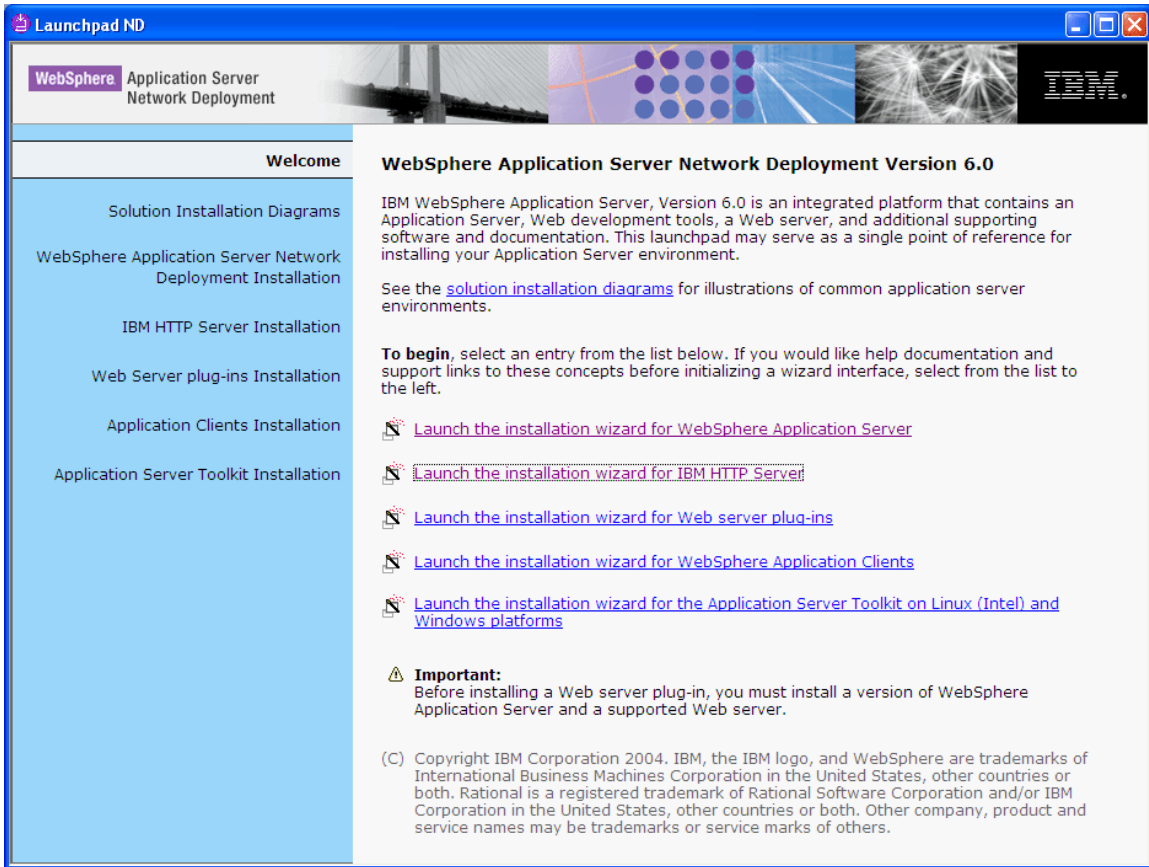 Launchpad ND
WebSphere. Application Server
Network Deployment
IBM.
Welcome
Solution Installation Diagrams
WebSphere Application Server Network
Deployment Installation
IBM HTTP Server Installation
Web Server plug-ins Installation
Application Clients Installation
Application Server Toolkit Installation
WebSphere Application Server Network Deployment Version 6.0
IBM WebSphere Application Server, Version 6.0 is an integrated platform that contains an
Application Server, Web development tools, a Web server, and additional supporting
software and documentation. This launchpad may serve as a single point of reference for
installing your Application Server environment.
See the solution installation diagrams for illustrations of common application server
environments.
To begin, select an entry from the list below. If you would like help documentation and
support links to these concepts before initializing a wizard interface, select from the list to
the left.
Launch the installation wizard for WebSphere Application Server
Launch the installation wizard for IBM HTTP Server
Launch the installation wizard for Web server plug-ins
Launch the installation wizard for WebSphere Application Clients
Launch the installation wizard for the Application Server Toolkit on Linux (Intel) and
Windows platforms
Important:
Before installing a Web server plug-in, you must install a version of WebSphere
Application Server and a supported Web server.
(C) Copyright IBM Corporation 2004. IBM, the IBM logo, and WebSphere are trademarks of
International Business Machines Corporation in the United States, other countries or
both. Rational is a registered trademark of Rational Software Corporation and/or IBM
Corporation in the United States, other countries or both. Other company, product and
service names may be trademarks or service marks of others.